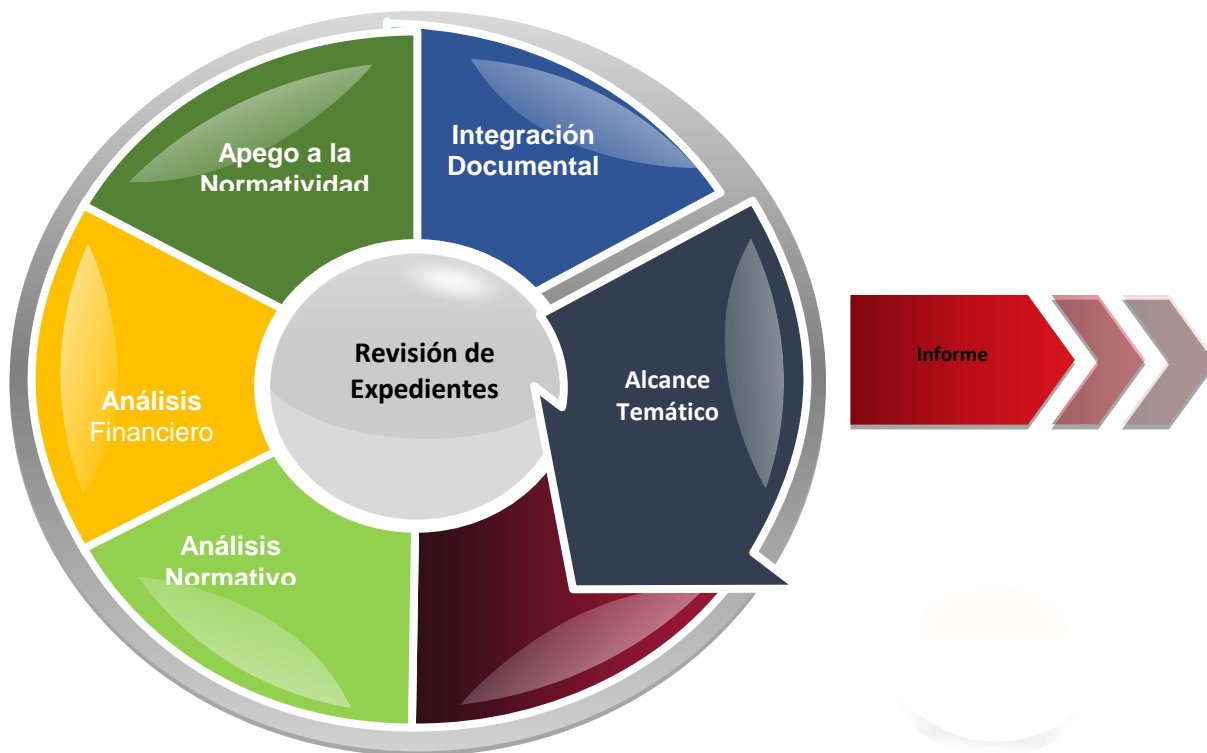 Integración
Documental
Apego a la
Normatividad
Revisión de
Expedientes
Alcance
Temático
Informe
Análisis
Financiero
Análisis
Normativo